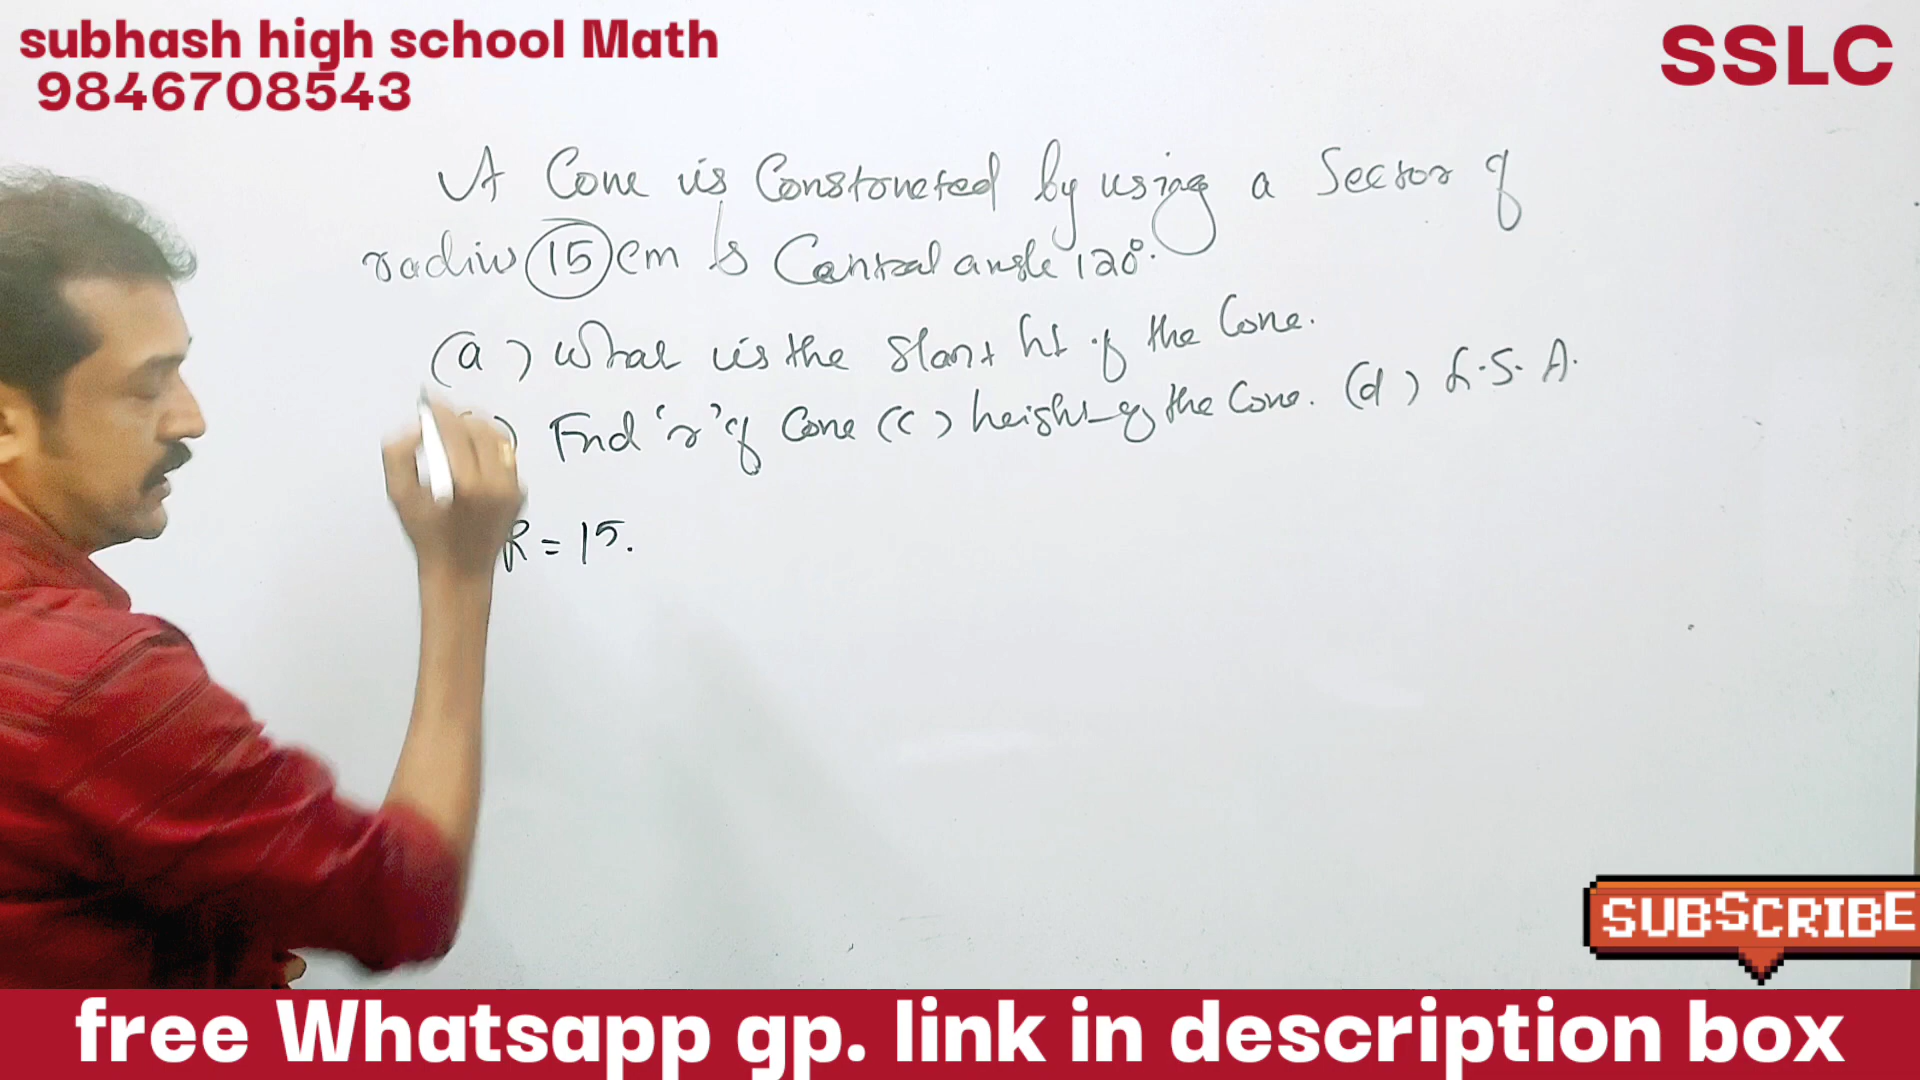 subhash high school Math
9846708543
SSLC
A Cone is Constructed by using a Sector of
radius 15 cm & Central angle 120°.
(a) What is the slant ht of the Cone.
) Find 'r' of Cone (c) height of the Cone. (d) L.S.A.
R = 15.
SUBSCRIBE
free Whatsapp gp. link in description box